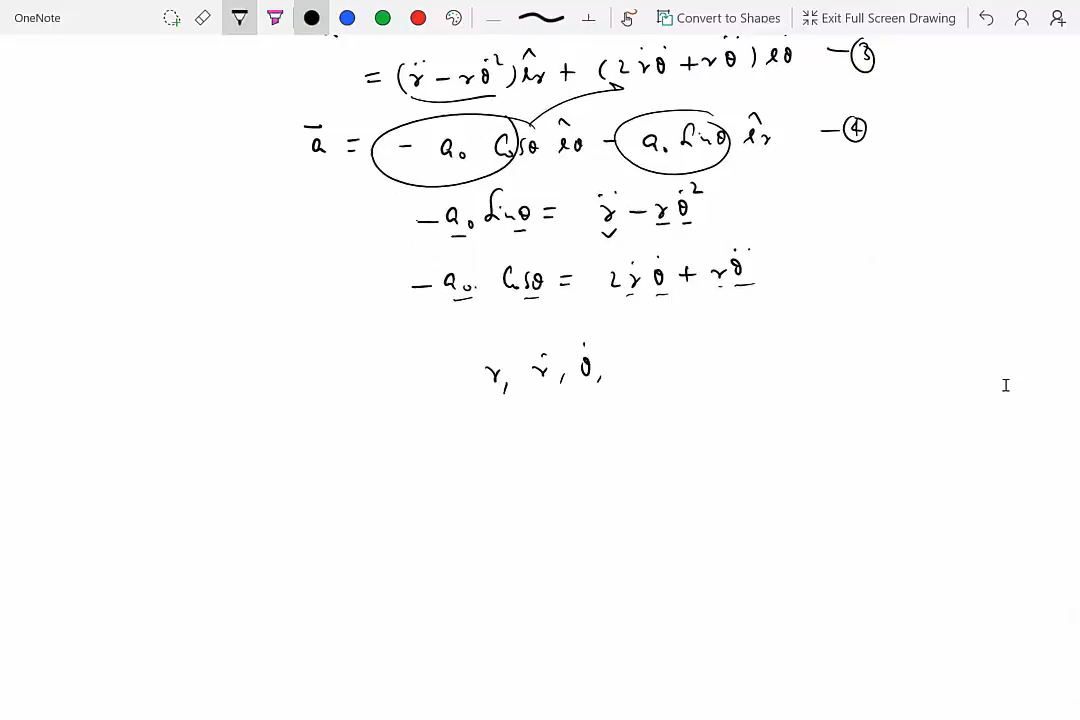 OneNote
Convert to Shapes
Exit Full Screen Drawing
= (r̈ − rθ̇²) êr + (2ṙθ̇ + rθ̈) êθ − ③
ā = − a₀ Cosθ êθ − a₀ Sinθ êr − ④
− a₀ Sinθ = r̈ − rθ̇²
− a₀ Cosθ = 2ṙθ̇ + rθ̈
r, ṙ, θ̇,